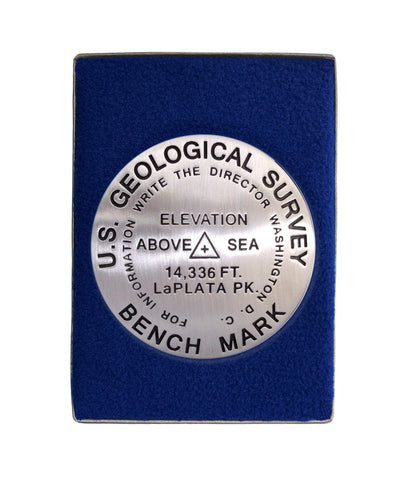 U.S. GEOLOGICAL SURVEY
FOR INFORMATION WRITE THE DIRECTOR WASHINGTON D. C.
ELEVATION
ABOVE SEA
14,336 FT.
LaPLATA PK.
BENCH MARK